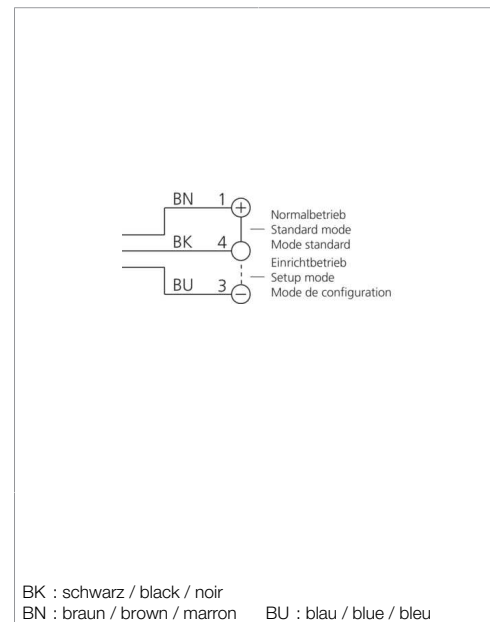 BN 1
Normalbetrieb
Standard mode
BK 4 Mode standard
Einrichtbetrieb
Setup mode
BU 3 Mode de configuration
BK : schwarz / black / noir
BN : braun / brown / marron BU : blau / blue / bleu